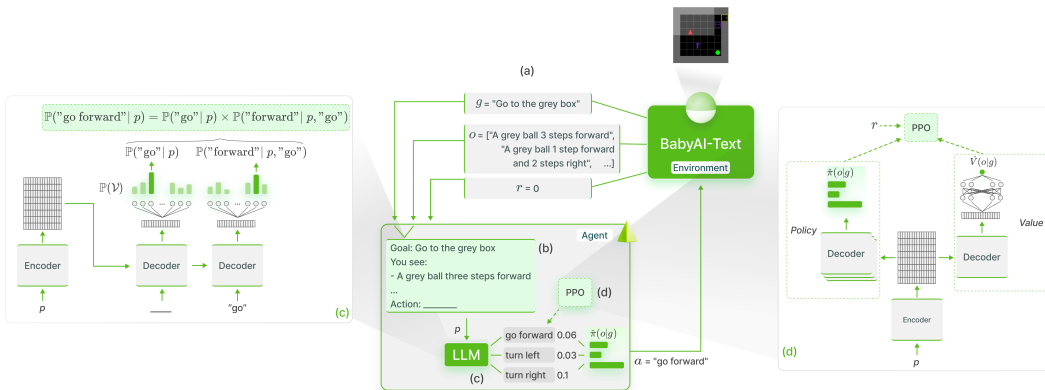 (a)
g = "Go to the grey box"
o = ["A grey ball 3 steps forward",
"A grey ball 1 step forward
and 2 steps right", ...]
r = 0
BabyAI-Text
Environment
ℙ("go forward"| p) = ℙ("go"| p) × ℙ("forward"| p,"go")
ℙ("go"| p) ℙ("forward"| p,"go")
ℙ(𝒱)
... ...
Encoder
Decoder
Decoder
p
____
"go"
(c)
Agent
Goal: Go to the grey box
You see:
- A grey ball three steps forward
...
Action: _______
(b)
PPO
(d)
p
LLM
(c)
go forward 0.06
turn left 0.03
turn right 0.1
π̂(o|g)
a = "go forward"
r
PPO
π̂(o|g)
V̂(o|g)
Policy
Value
Decoder
Decoder
Encoder
p
(d)